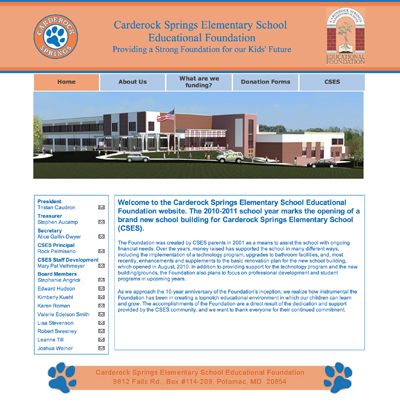 CARDEROCK
SPRINGS
Carderock Springs Elementary School
Educational Foundation
Providing a Strong Foundation for our Kids' Future
EDUCATIONAL
FOUNDATION
Home
About Us
What are we
funding?
Donation Forms
CSES
President
Tristan Caudron
Treasurer
Stephen Aucamp
Secretary
Alice Gafin-Dwyer
CSES Principal
Rock Palmisano
CSES Staff Development
Mary Pat Veihmeyer
Board Members
Stephanie Angrick
Edward Hudson
Kimberly Kuehl
Karen Roman
Valerie Edelson Smith
Lisa Stevenson
Robert Sweeney
Leanne Till
Joshua Weiner
Welcome to the Carderock Springs Elementary School Educational
Foundation website. The 2010-2011 school year marks the opening of a
brand new school building for Carderock Springs Elementary School
(CSES).
The Foundation was created by CSES parents in 2001 as a means to assist the school with ongoing
financial needs. Over the years, money raised has supported the school in many different ways,
including the implementation of a technology program, upgrades to bathroom facilities, and, most
recently, enhancements and supplements to the basic renovation plan for the new school building,
which opened in August, 2010. In addition to providing support for the technology program and the new
building/grounds, the Foundation also plans to focus on professional development and student
programs in upcoming years.
As we approach the 10-year anniversary of the Foundation's inception, we realize how instrumental the
Foundation has been in creating a topnotch educational environment in which our children can learn
and grow. The accomplishments of the Foundation are a direct result of the dedication and support
provided by the CSES community, and we want to thank everyone for their continued commitment.
Carderock Springs Elementary School Educational Foundation
9812 Falls Rd., Box #114-209, Potomac, MD 20854